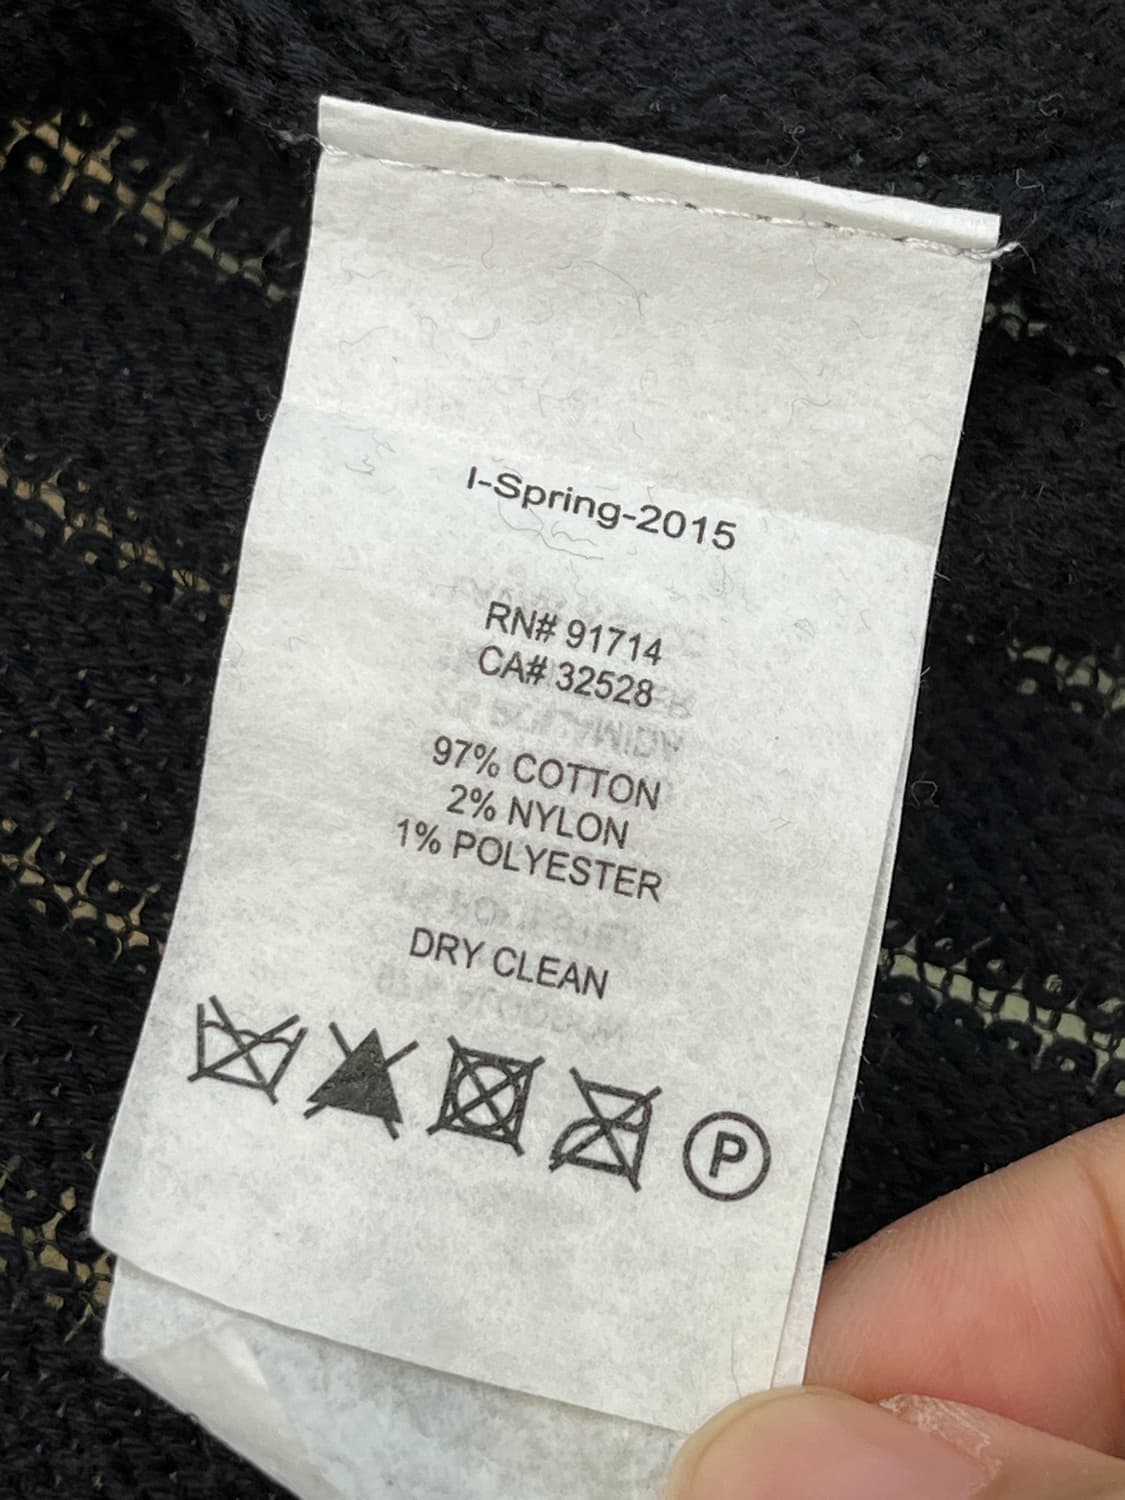 I-Spring-2015
RN# 91714
CA# 32528
97% COTTON
2% NYLON
1% POLYESTER
DRY CLEAN
P